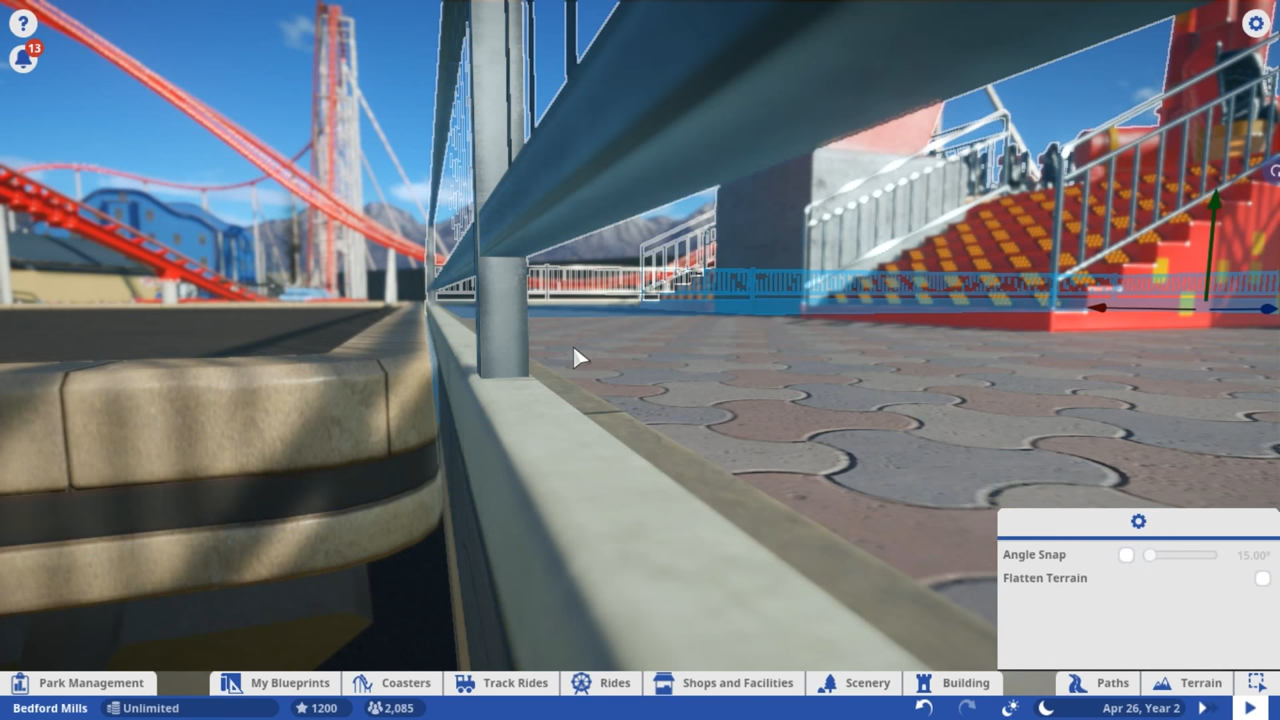 ?
13
Angle Snap 15.00°
Flatten Terrain
Park Management My Blueprints Coasters Track Rides Rides Shops and Facilities Scenery Building Paths Terrain
Bedford Mills Unlimited 1200 2,085 Apr 26, Year 2